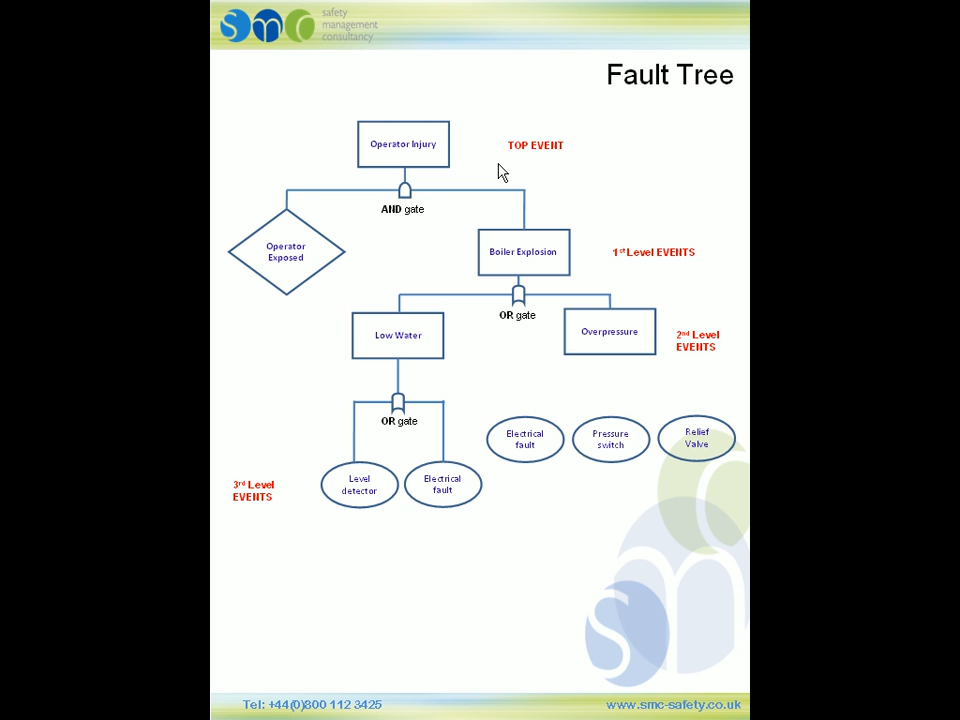 smc
safety
management
consultancy
Fault Tree
Operator Injury
TOP EVENT
AND gate
Operator
Exposed
Boiler Explosion
1st Level EVENTS
OR gate
Low Water
Overpressure
2nd Level
EVENTS
OR gate
Electrical
fault
Pressure
switch
Relief
Valve
3rd Level
EVENTS
Level
detector
Electrical
fault
smc
Tel: +44(0)800 112 3425
www.smc-safety.co.uk